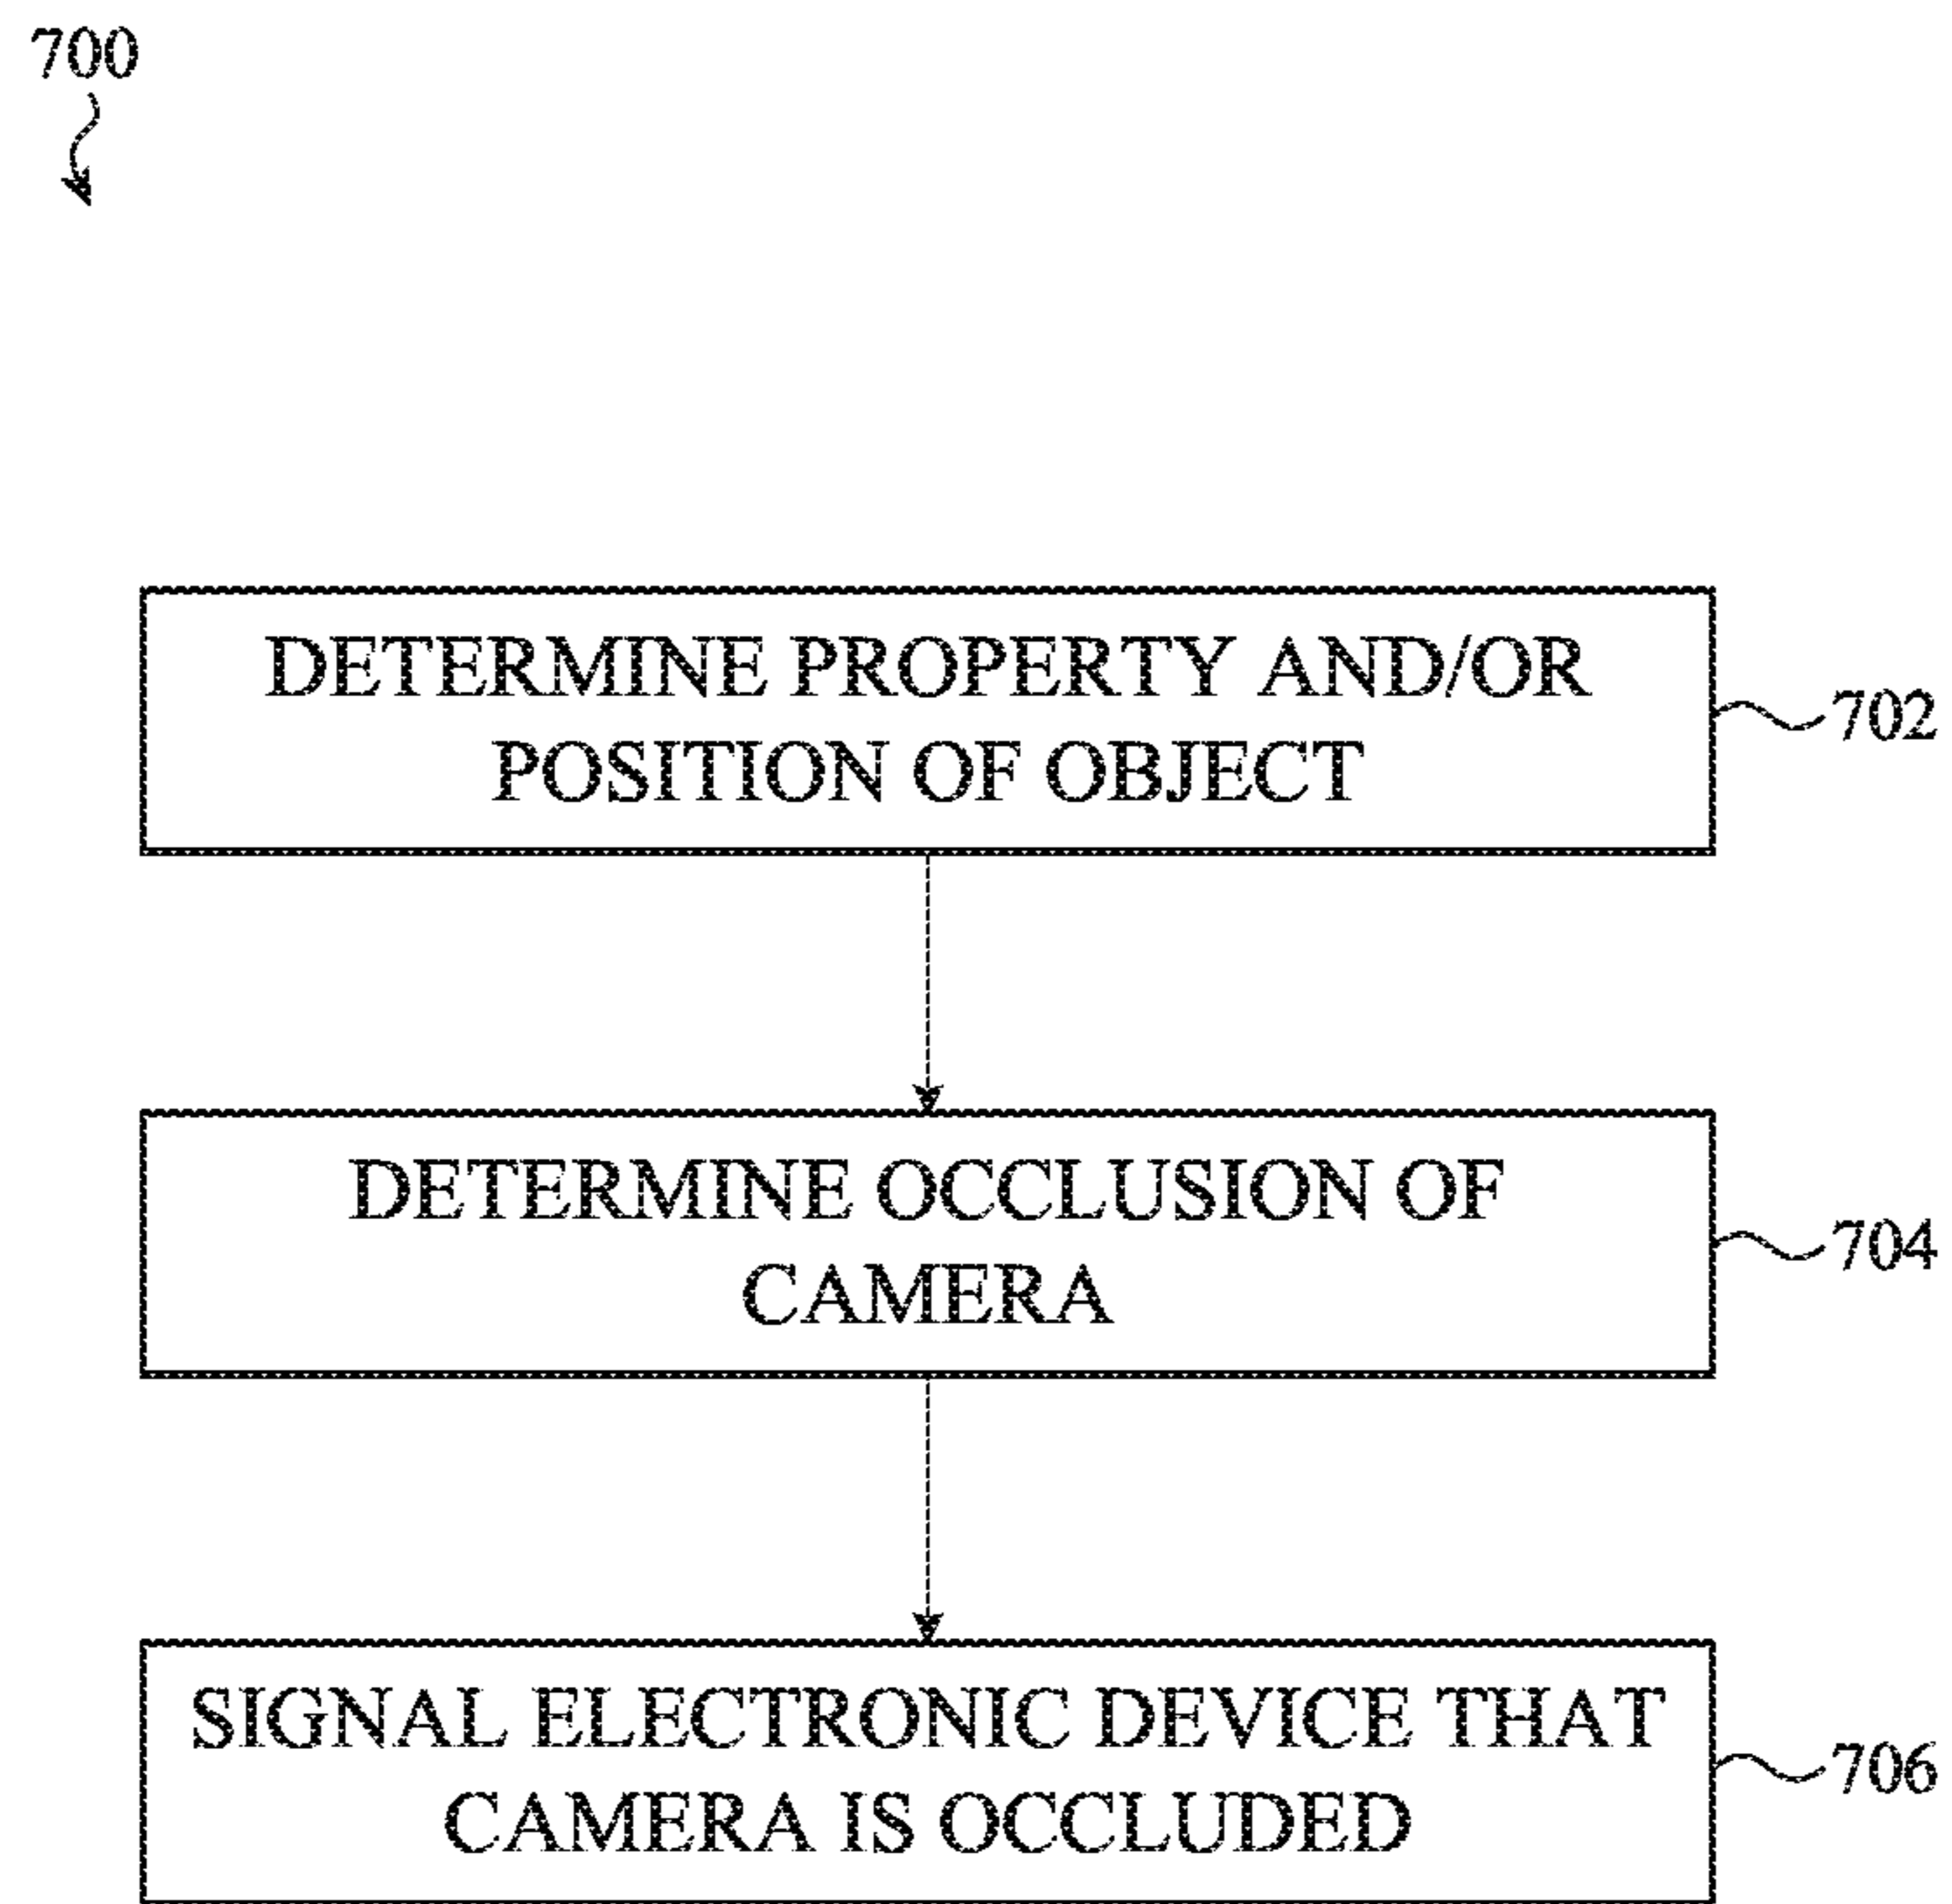 700
DETERMINE PROPERTY AND/OR
POSITION OF OBJECT
702
DETERMINE OCCLUSION OF
CAMERA
704
SIGNAL ELECTRONIC DEVICE THAT
CAMERA IS OCCLUDED
706